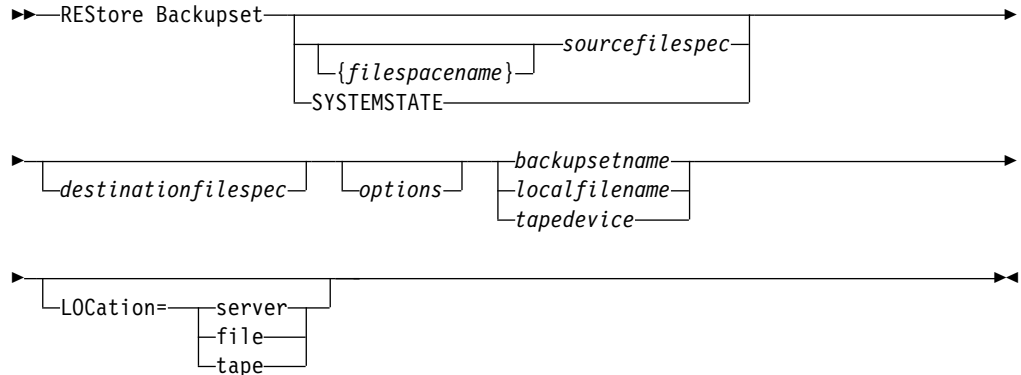 REStore Backupset
sourcefilespec
{filespacename}
SYSTEMSTATE
destinationfilespec options backupsetname
localfilename
tapedevice
LOCation= server
file
tape